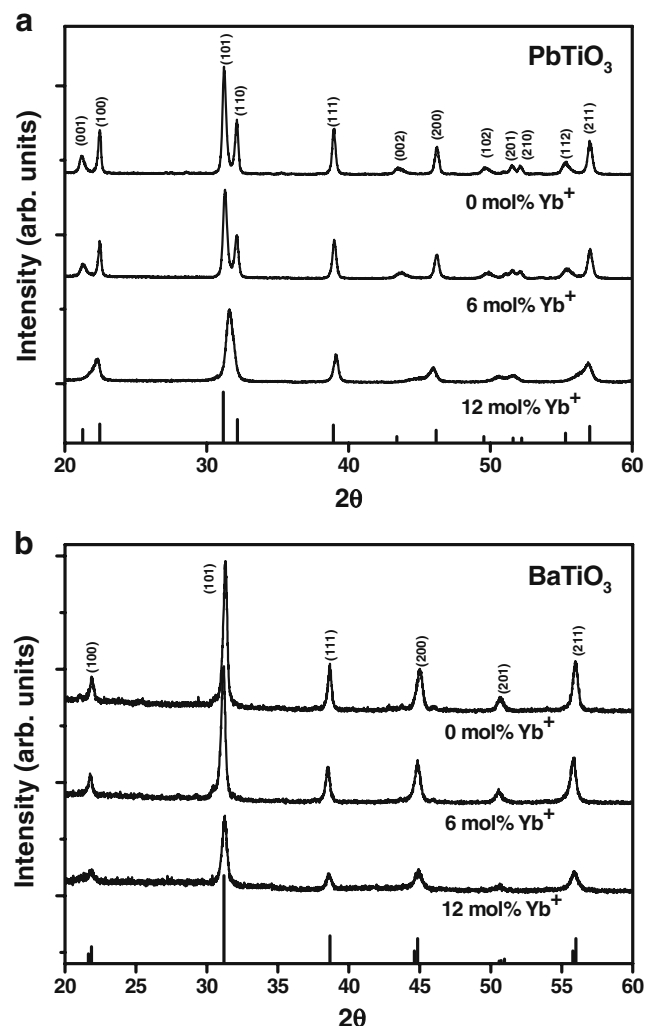 a
PbTiO3
(001)
(100)
(101)
(110)
(111)
(002)
(200)
(102)
(201)
(210)
(112)
(211)
0 mol% Yb+
6 mol% Yb+
12 mol% Yb+
Intensity (arb. units)
20 30 40 50 60
2θ
b
BaTiO3
(100)
(101)
(111)
(200)
(201)
(211)
0 mol% Yb+
6 mol% Yb+
12 mol% Yb+
Intensity (arb. units)
20 25 30 35 40 45 50 55 60
2θ